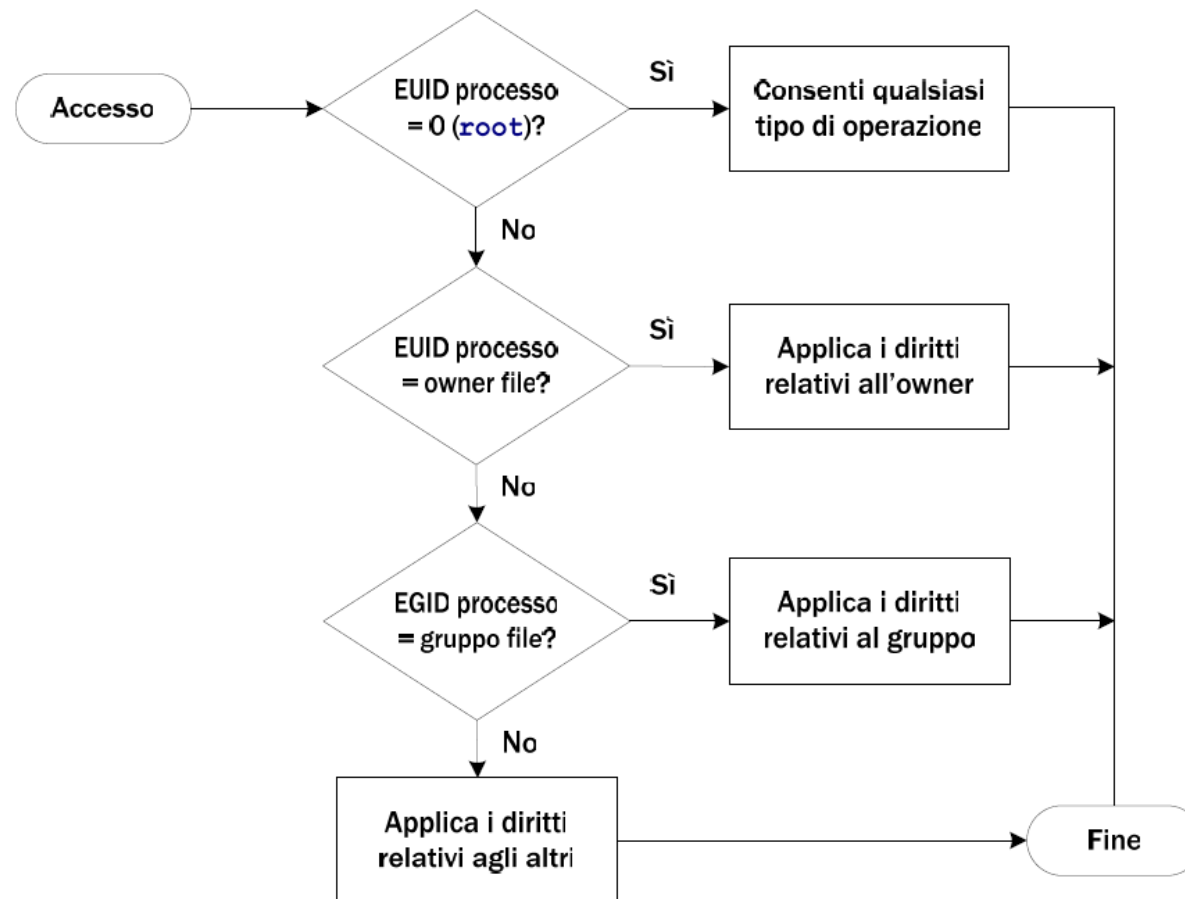 Accesso
EUID processo
= 0 (root)?
Sì
Consenti qualsiasi
tipo di operazione
No
EUID processo
= owner file?
Sì
Applica i diritti
relativi all'owner
No
EGID processo
= gruppo file?
Sì
Applica i diritti
relativi al gruppo
No
Applica i diritti
relativi agli altri
Fine